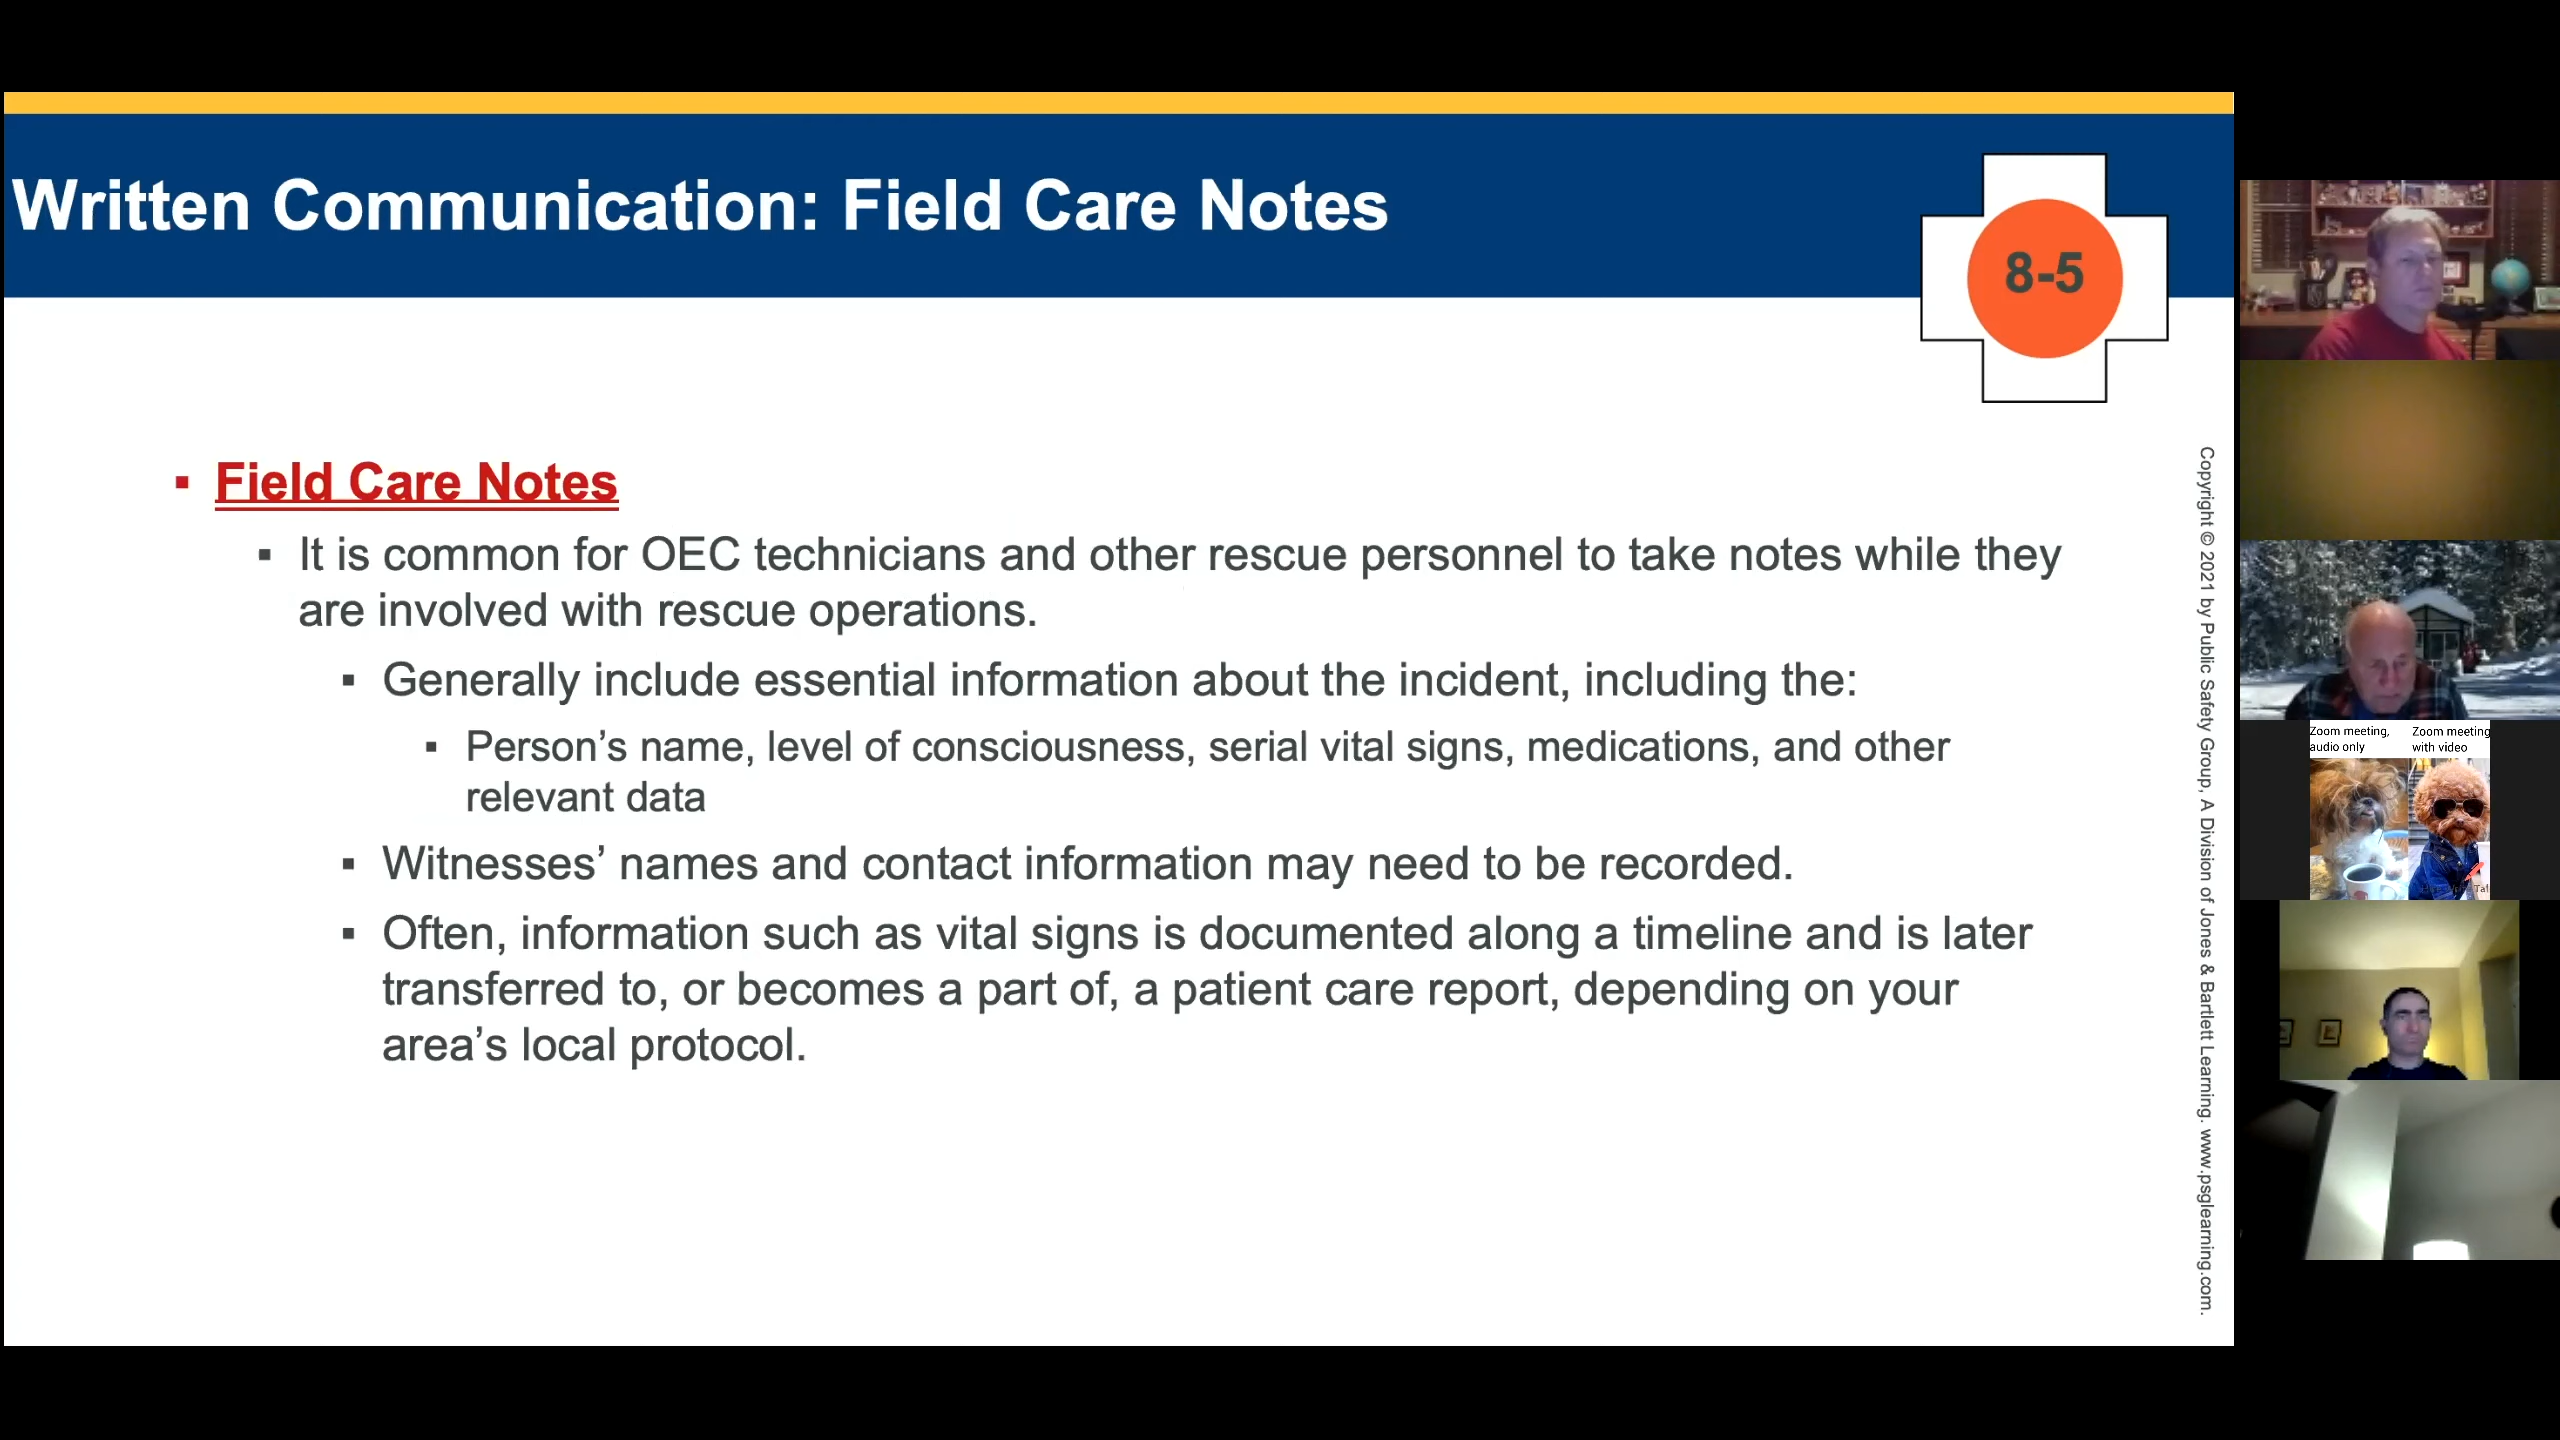 Written Communication: Field Care Notes
8-5
▪ Field Care Notes
▪ It is common for OEC technicians and other rescue personnel to take notes while they
are involved with rescue operations.
▪ Generally include essential information about the incident, including the:
▪ Person’s name, level of consciousness, serial vital signs, medications, and other
relevant data
▪ Witnesses’ names and contact information may need to be recorded.
▪ Often, information such as vital signs is documented along a timeline and is later
transferred to, or becomes a part of, a patient care report, depending on your
area’s local protocol.
Copyright © 2021 by Public Safety Group, A Division of Jones & Bartlett Learning. www.psglearning.com.
Zoom meeting,
audio only
Zoom meeting
with video